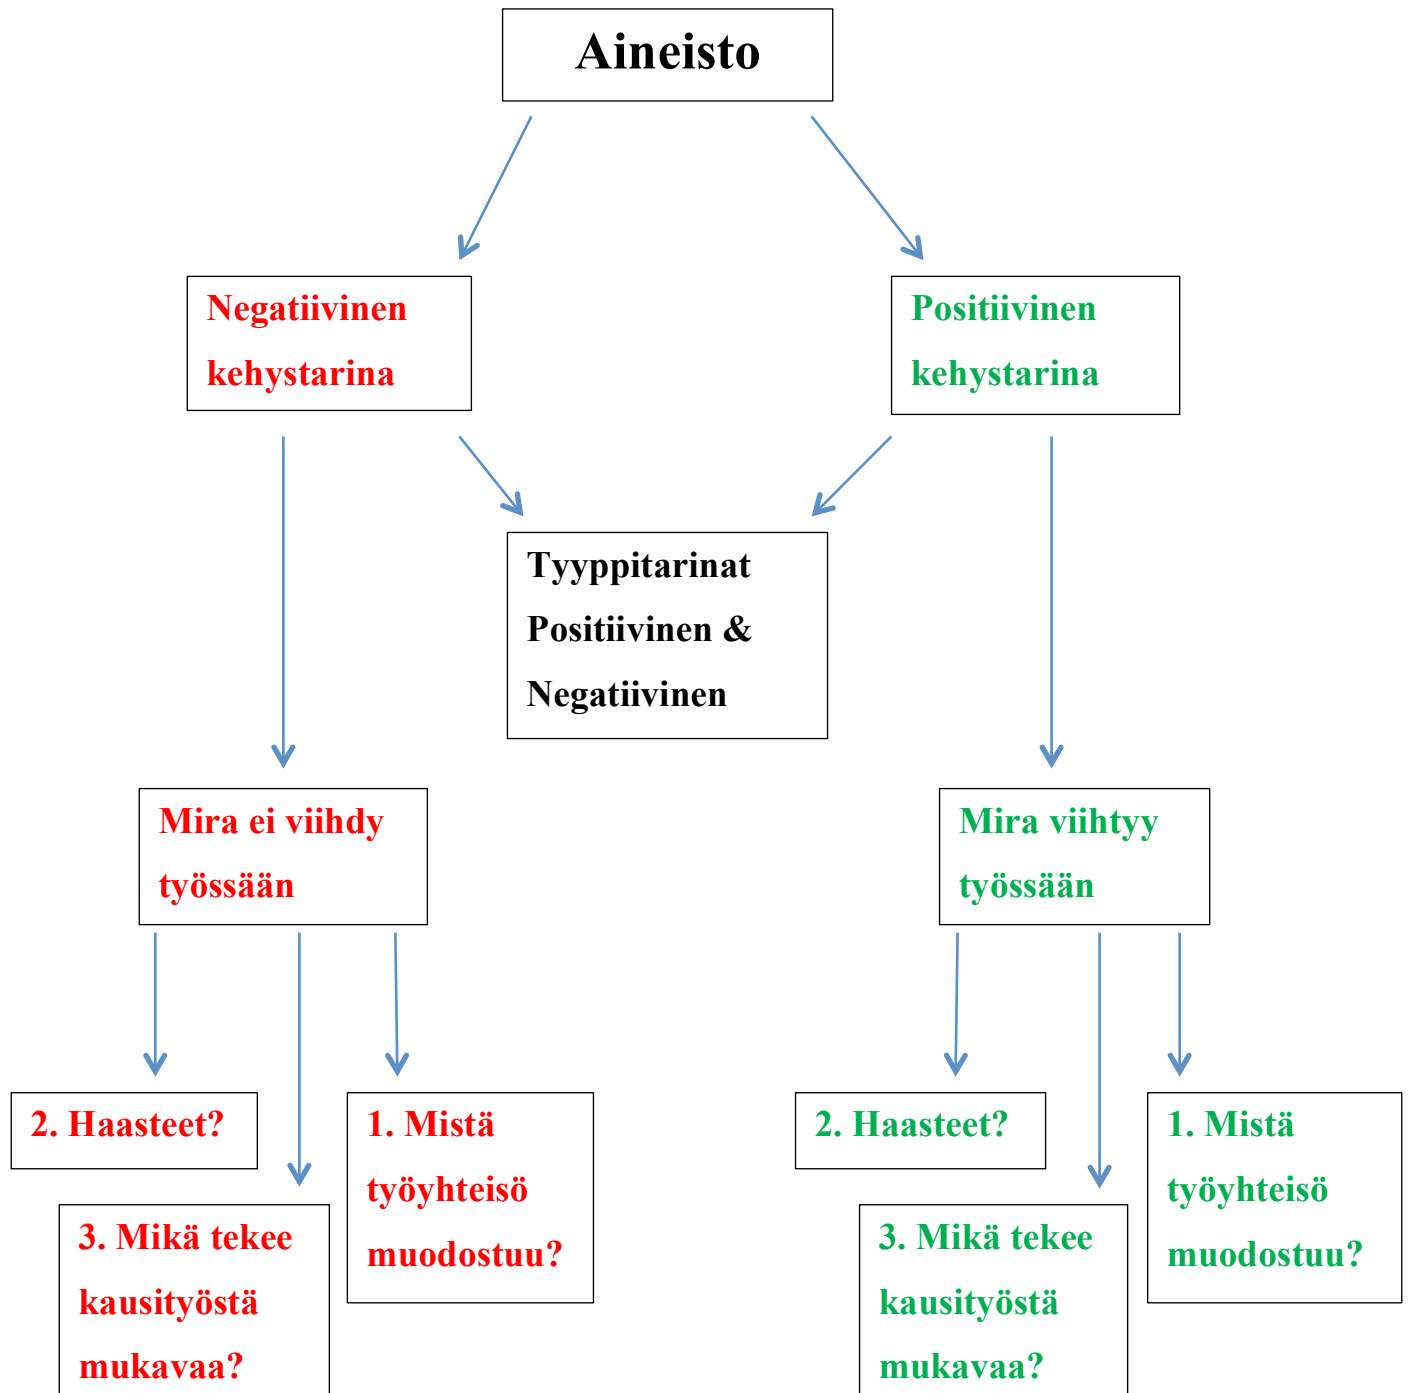 Aineisto
Negatiivinen
kehystarina
Positiivinen
kehystarina
Tyyppitarinat
Positiivinen &
Negatiivinen
Mira ei viihdy
työssään
Mira viihtyy
työssään
2. Haasteet?
1. Mistä
työyhteisö
muodostuu?
3. Mikä tekee
kausityöstä
mukavaa?
2. Haasteet?
1. Mistä
työyhteisö
muodostuu?
3. Mikä tekee
kausityöstä
mukavaa?